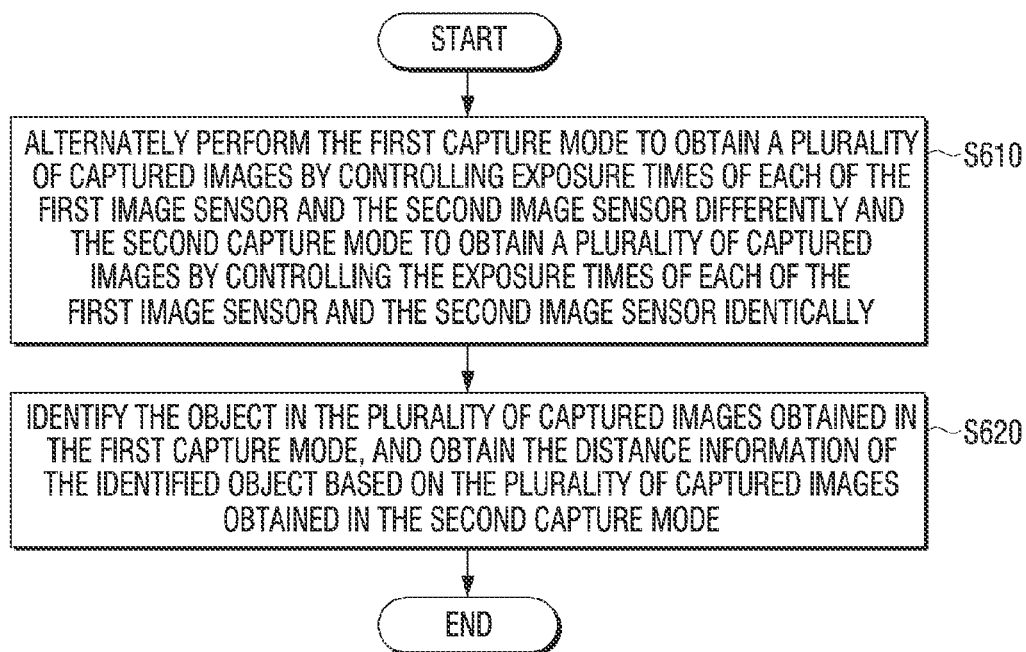 START
ALTERNATELY PERFORM THE FIRST CAPTURE MODE TO OBTAIN A PLURALITY
OF CAPTURED IMAGES BY CONTROLLING EXPOSURE TIMES OF EACH OF THE
FIRST IMAGE SENSOR AND THE SECOND IMAGE SENSOR DIFFERENTLY AND
THE SECOND CAPTURE MODE TO OBTAIN A PLURALITY OF CAPTURED
IMAGES BY CONTROLLING THE EXPOSURE TIMES OF EACH OF THE
FIRST IMAGE SENSOR AND THE SECOND IMAGE SENSOR IDENTICALLY
S610
IDENTIFY THE OBJECT IN THE PLURALITY OF CAPTURED IMAGES OBTAINED IN
THE FIRST CAPTURE MODE, AND OBTAIN THE DISTANCE INFORMATION OF
THE IDENTIFIED OBJECT BASED ON THE PLURALITY OF CAPTURED IMAGES
OBTAINED IN THE SECOND CAPTURE MODE
S620
END